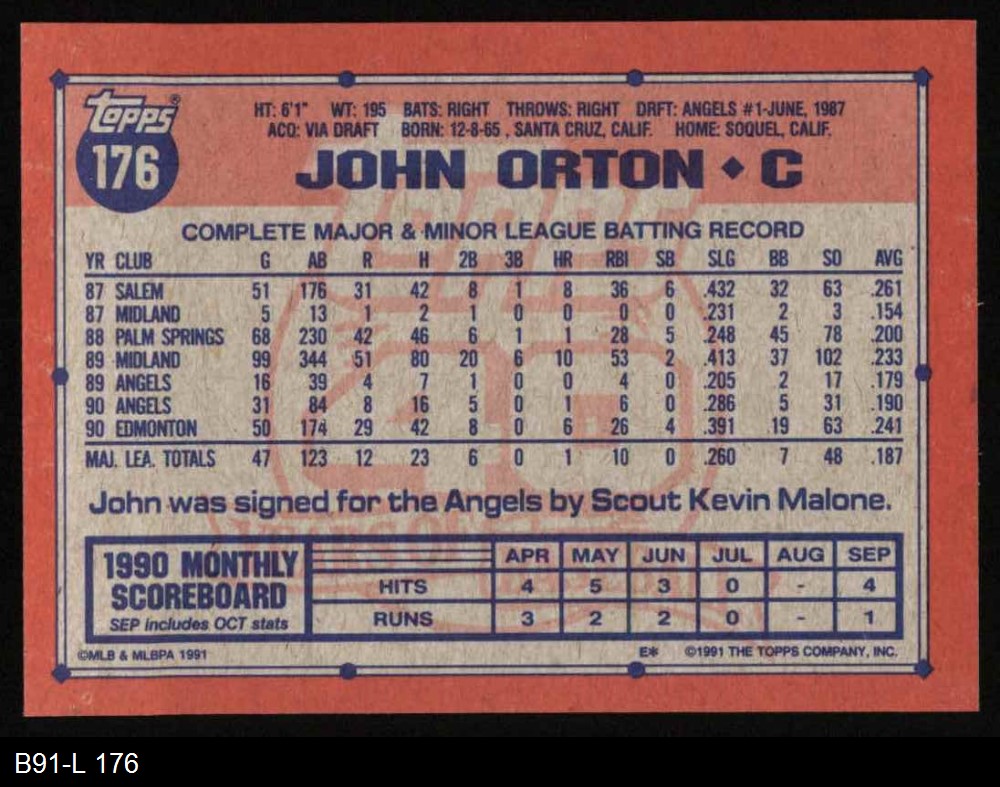 Topps®
176
HT: 6'1" WT: 195 BATS: RIGHT THROWS: RIGHT DRFT: ANGELS #1-JUNE, 1987
ACQ: VIA DRAFT BORN: 12-8-65 , SANTA CRUZ, CALIF. HOME: SOQUEL, CALIF.
JOHN ORTON ♦ C
COMPLETE MAJOR & MINOR LEAGUE BATTING RECORD
YR CLUB G AB R H 2B 3B HR RBI SB SLG BB SO AVG
87 SALEM 51 176 31 42 8 1 8 36 6 .432 32 63 .261
87 MIDLAND 5 13 1 2 1 0 0 0 0 .231 2 3 .154
88 PALM SPRINGS 68 230 42 46 6 1 1 28 5 .248 45 78 .200
89 MIDLAND 99 344 51 80 20 6 10 53 2 .413 37 102 .233
89 ANGELS 16 39 4 7 1 0 0 4 0 .205 2 17 .179
90 ANGELS 31 84 8 16 5 0 1 6 0 .286 5 31 .190
90 EDMONTON 50 174 29 42 8 0 6 26 4 .391 19 63 .241
MAJ. LEA. TOTALS 47 123 12 23 6 0 1 10 0 .260 7 48 .187
John was signed for the Angels by Scout Kevin Malone.
1990 MONTHLY SCOREBOARD
SEP includes OCT stats
APR MAY JUN JUL AUG SEP
HITS 4 5 3 0 - 4
RUNS 3 2 2 0 - 1
©MLB & MLBPA 1991 E* ©1991 THE TOPPS COMPANY, INC.
B91-L 176